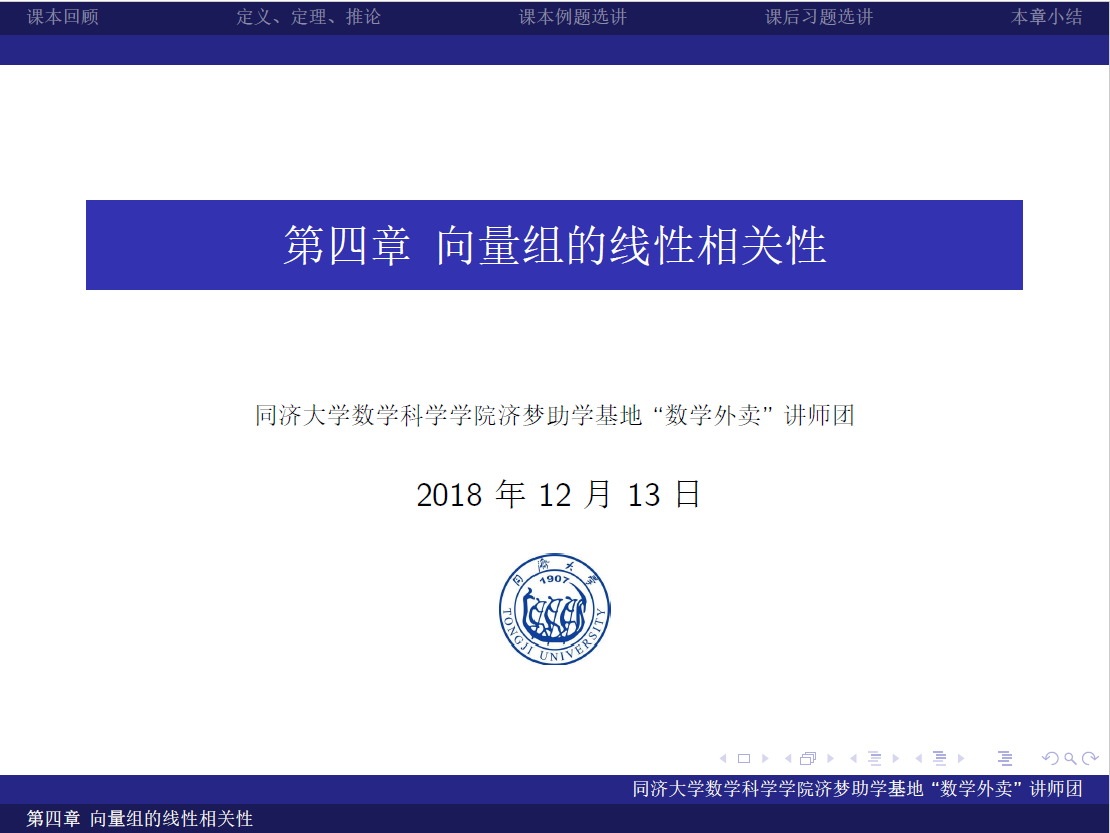 课本回顾 定义、定理、推论 课本例题选讲 课后习题选讲 本章小结
第四章 向量组的线性相关性
同济大学数学科学学院济梦助学基地 “数学外卖” 讲师团
2018 年 12 月 13 日
同濟大學
1907
TONGJI UNIVERSITY
同济大学数学科学学院济梦助学基地 “数学外卖” 讲师团
第四章 向量组的线性相关性